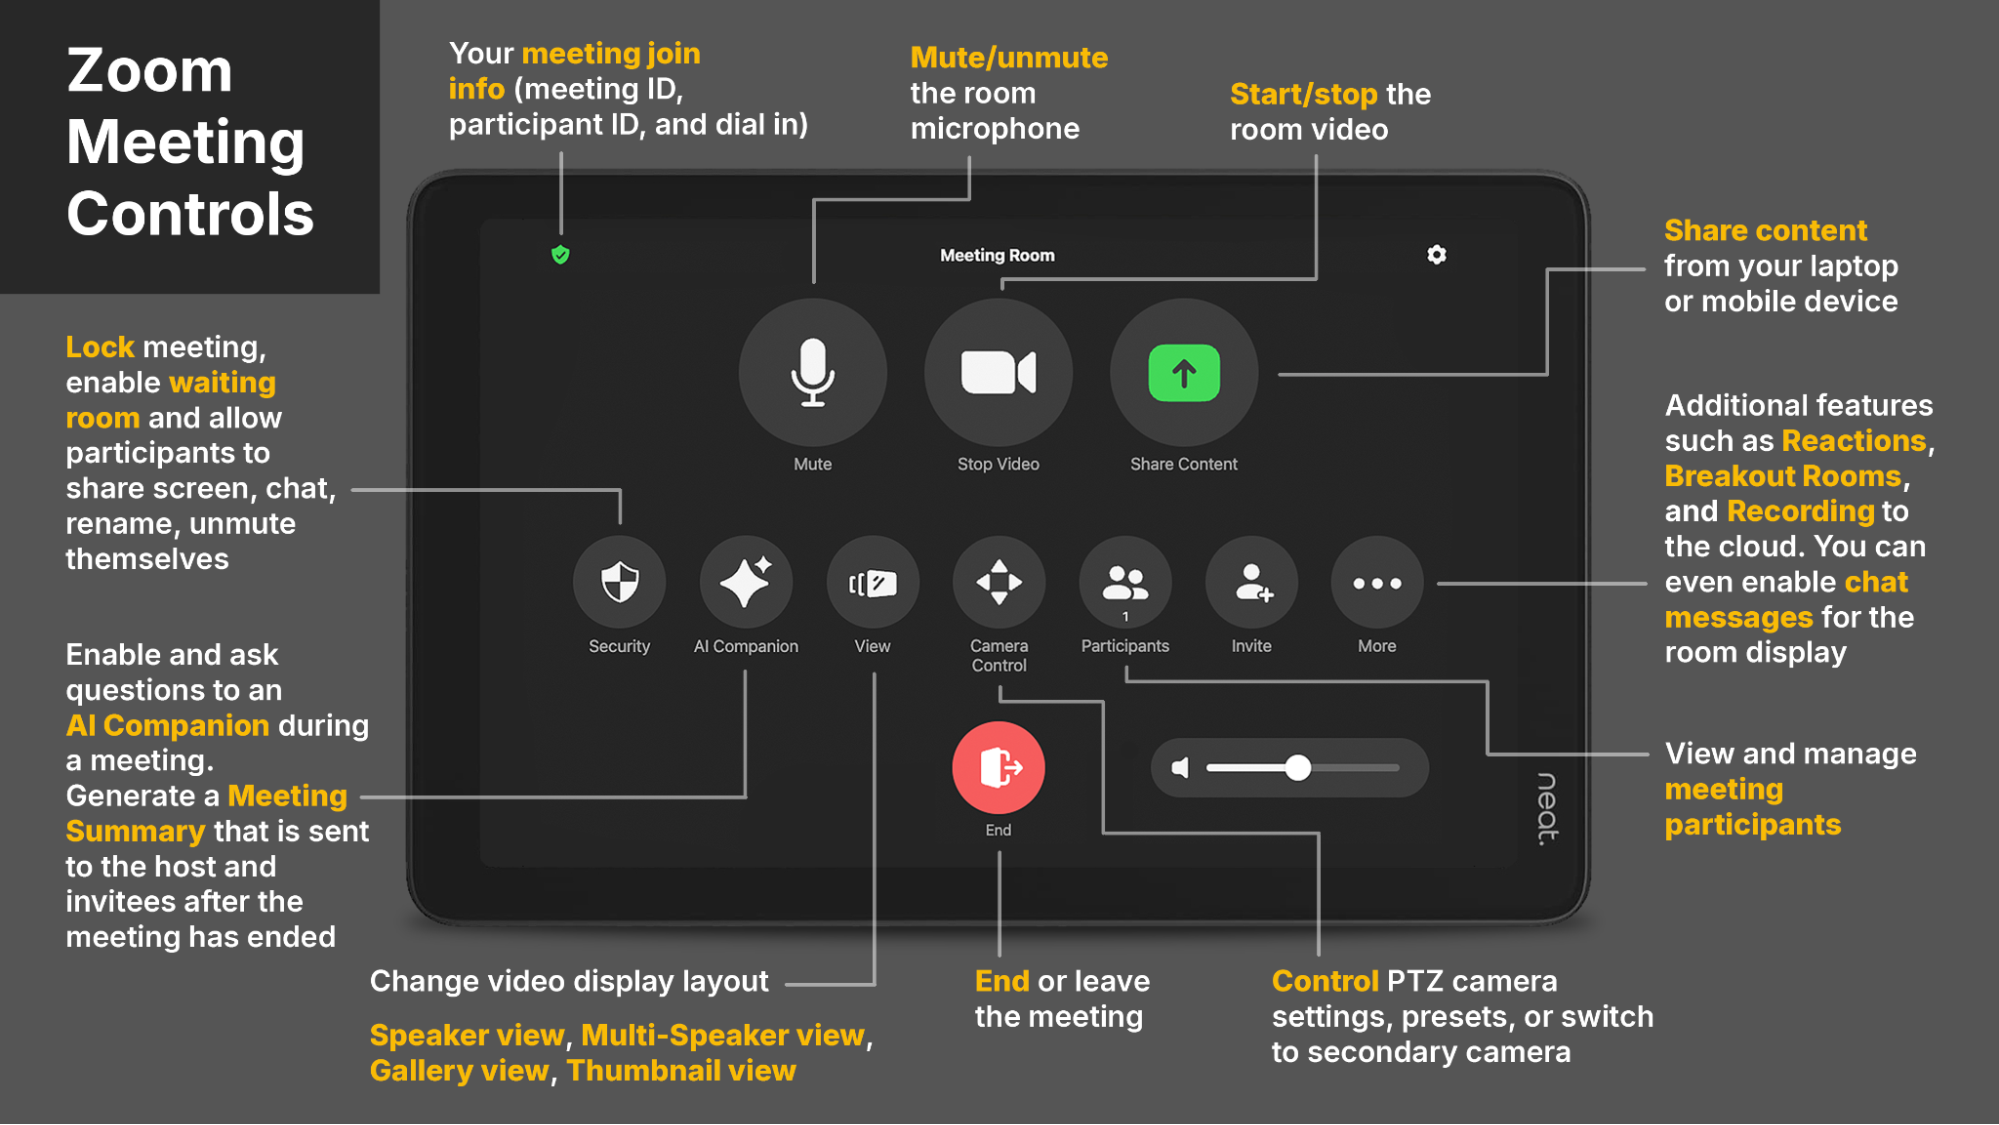 Zoom
Meeting
Controls
Your meeting join
info (meeting ID,
participant ID, and dial in)
Mute/unmute
the room
microphone
Start/stop the
room video
Share content
from your laptop
or mobile device
Lock meeting,
enable waiting
room and allow
participants to
share screen, chat,
rename, unmute
themselves
Meeting Room
Mute
Stop Video
Share Content
Additional features
such as Reactions,
Breakout Rooms,
and Recording to
the cloud. You can
even enable chat
messages for the
room display
Security
AI Companion
View
Camera
Control
1
Participants
Invite
More
Enable and ask
questions to an
AI Companion during
a meeting.
Generate a Meeting
Summary that is sent
to the host and
invitees after the
meeting has ended
End
neat.
View and manage
meeting
participants
Change video display layout
Speaker view, Multi-Speaker view,
Gallery view, Thumbnail view
End or leave
the meeting
Control PTZ camera
settings, presets, or switch
to secondary camera